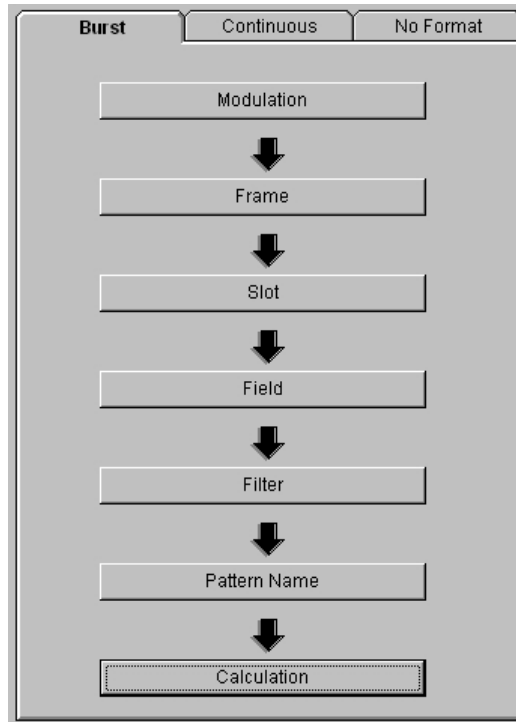 Burst Continuous No Format
Modulation
Frame
Slot
Field
Filter
Pattern Name
Calculation